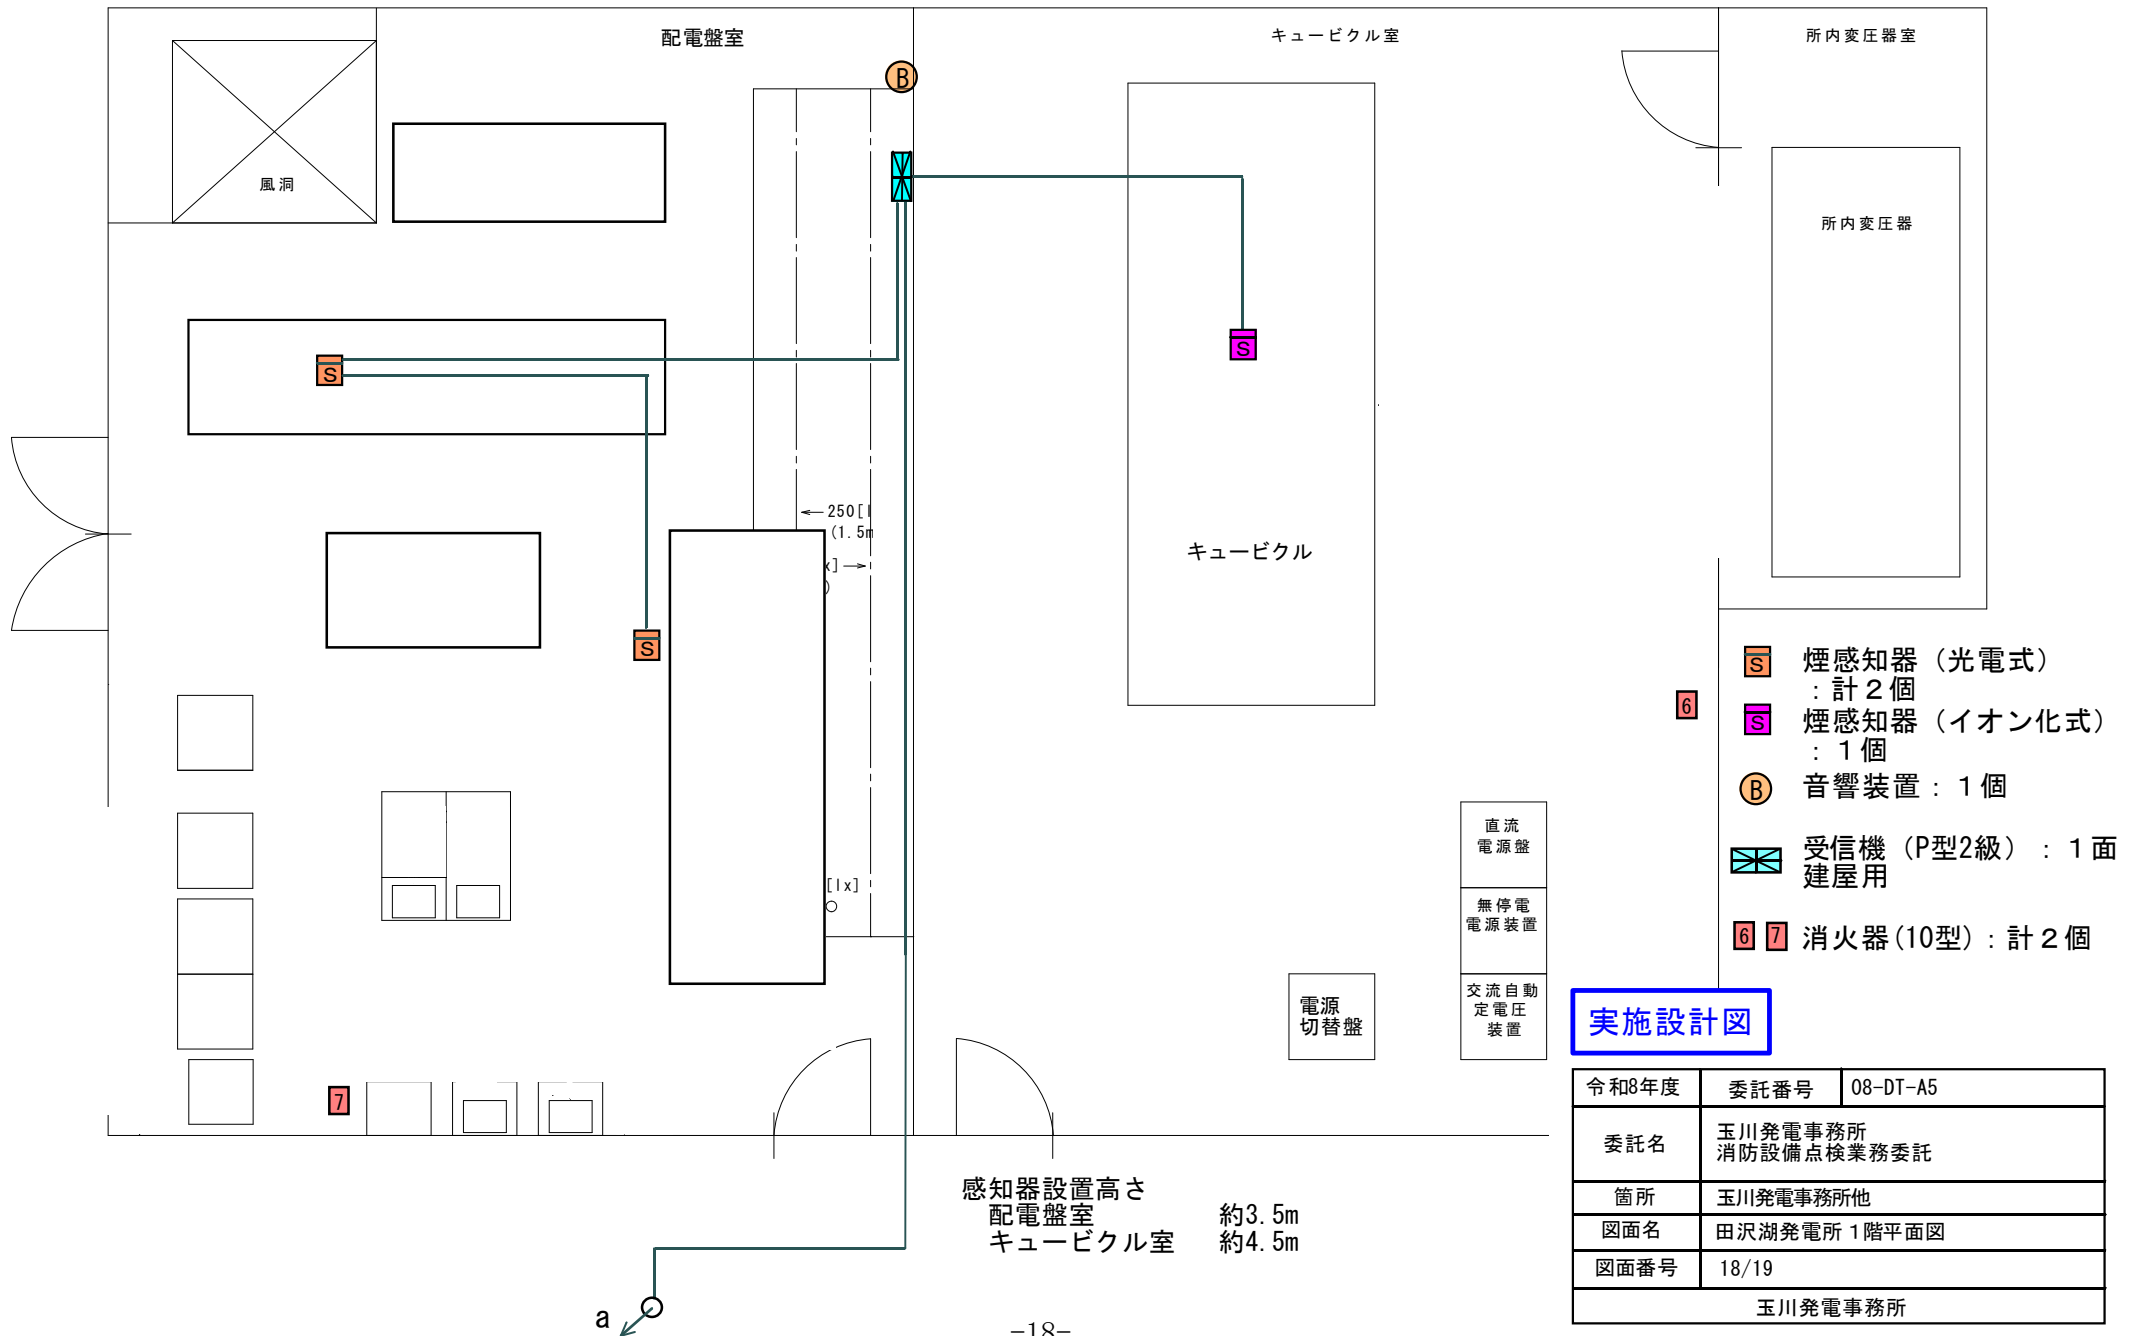 配電盤室
キュービクル室
所内変圧器室
B
風洞
所内変圧器
S
S
250[l
(1.5m
x]
キュービクル
S
S 煙感知器（光電式）
：計２個
6
S 煙感知器（イオン化式）
：１個
B 音響装置：１個
直流
電源盤
受信機（P型2級）：１面
建屋用
[lx]
無停電
電源装置
6 7 消火器(10型)：計２個
交流自動
定電圧
装置
電源
切替盤
実施設計図
7
令和8年度 委託番号 08-DT-A5
委託名 玉川発電事務所
消防設備点検業務委託
箇所 玉川発電事務所他
図面名 田沢湖発電所１階平面図
図面番号 18/19
玉川発電事務所
感知器設置高さ
配電盤室 約3.5m
キュービクル室 約4.5m
a
-18-